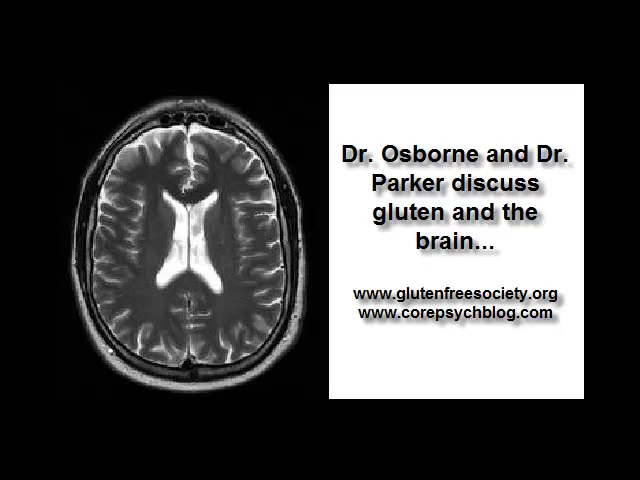 Dr. Osborne and Dr.
Parker discuss
gluten and the
brain...
www.glutenfreesociety.org
www.corepsychblog.com